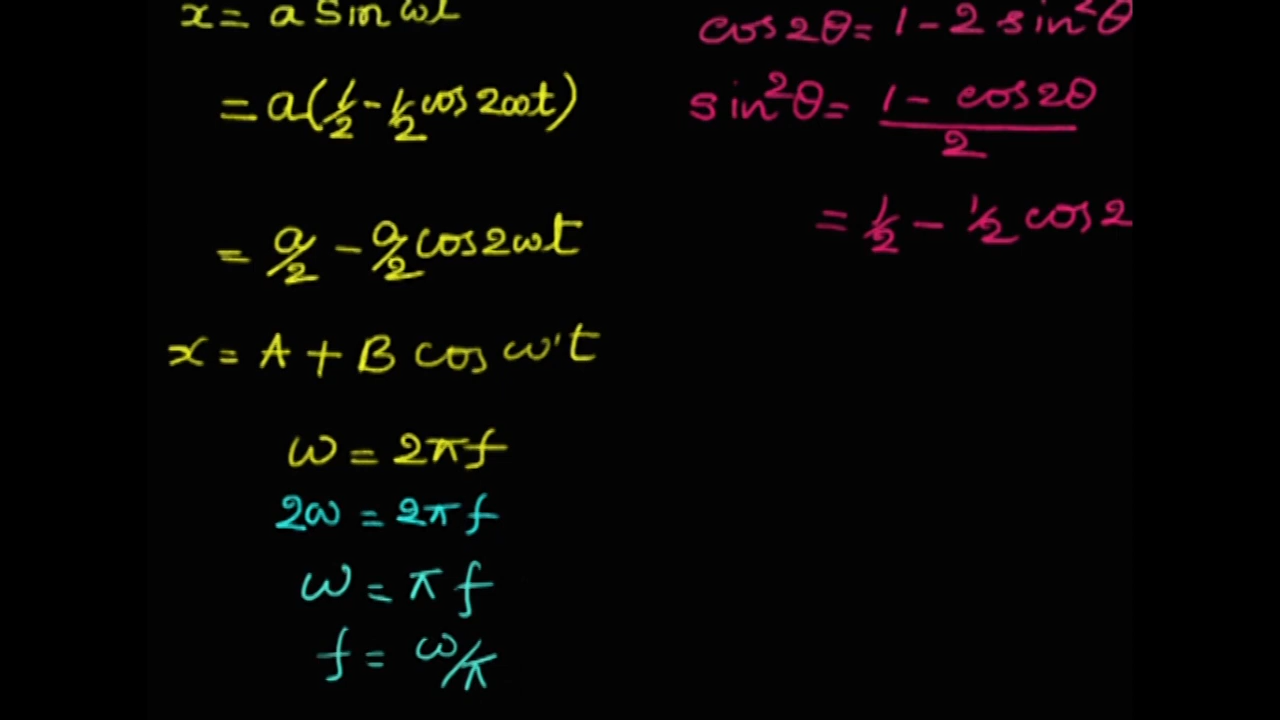 x = a sin ωt
= a(1/2 - 1/2 cos 2ωt)
= a/2 - a/2 cos 2ωt
x = A + B cos ω't
ω = 2πf
2ω = 2πf
ω = πf
f = ω/π
cos 2θ = 1 - 2 sin²θ
sin²θ = 1 - cos 2θ
2
= 1/2 - 1/2 cos 2